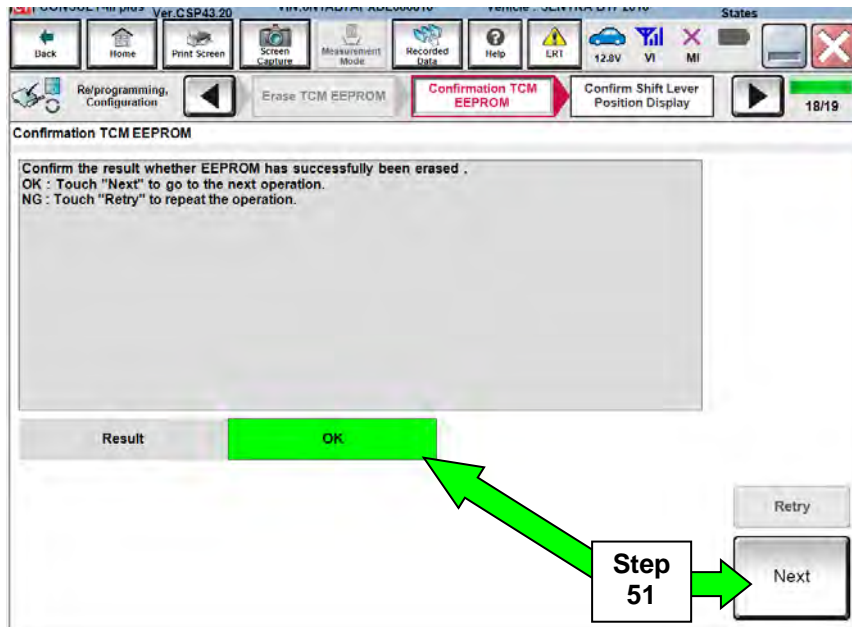 Ver.CSP43.20
States
Back
Home
Print Screen
Screen
Capture
Measurement
Mode
Recorded
Data
Help
ERT
12.0V
VI
MI
Re/programming,
Configuration
Erase TCM EEPROM
Confirmation TCM
EEPROM
Confirm Shift Lever
Position Display
18/19
Confirmation TCM EEPROM
Confirm the result whether EEPROM has successfully been erased .
OK : Touch "Next" to go to the next operation.
NG : Touch "Retry" to repeat the operation.
Result
OK
Retry
Step
51
Next